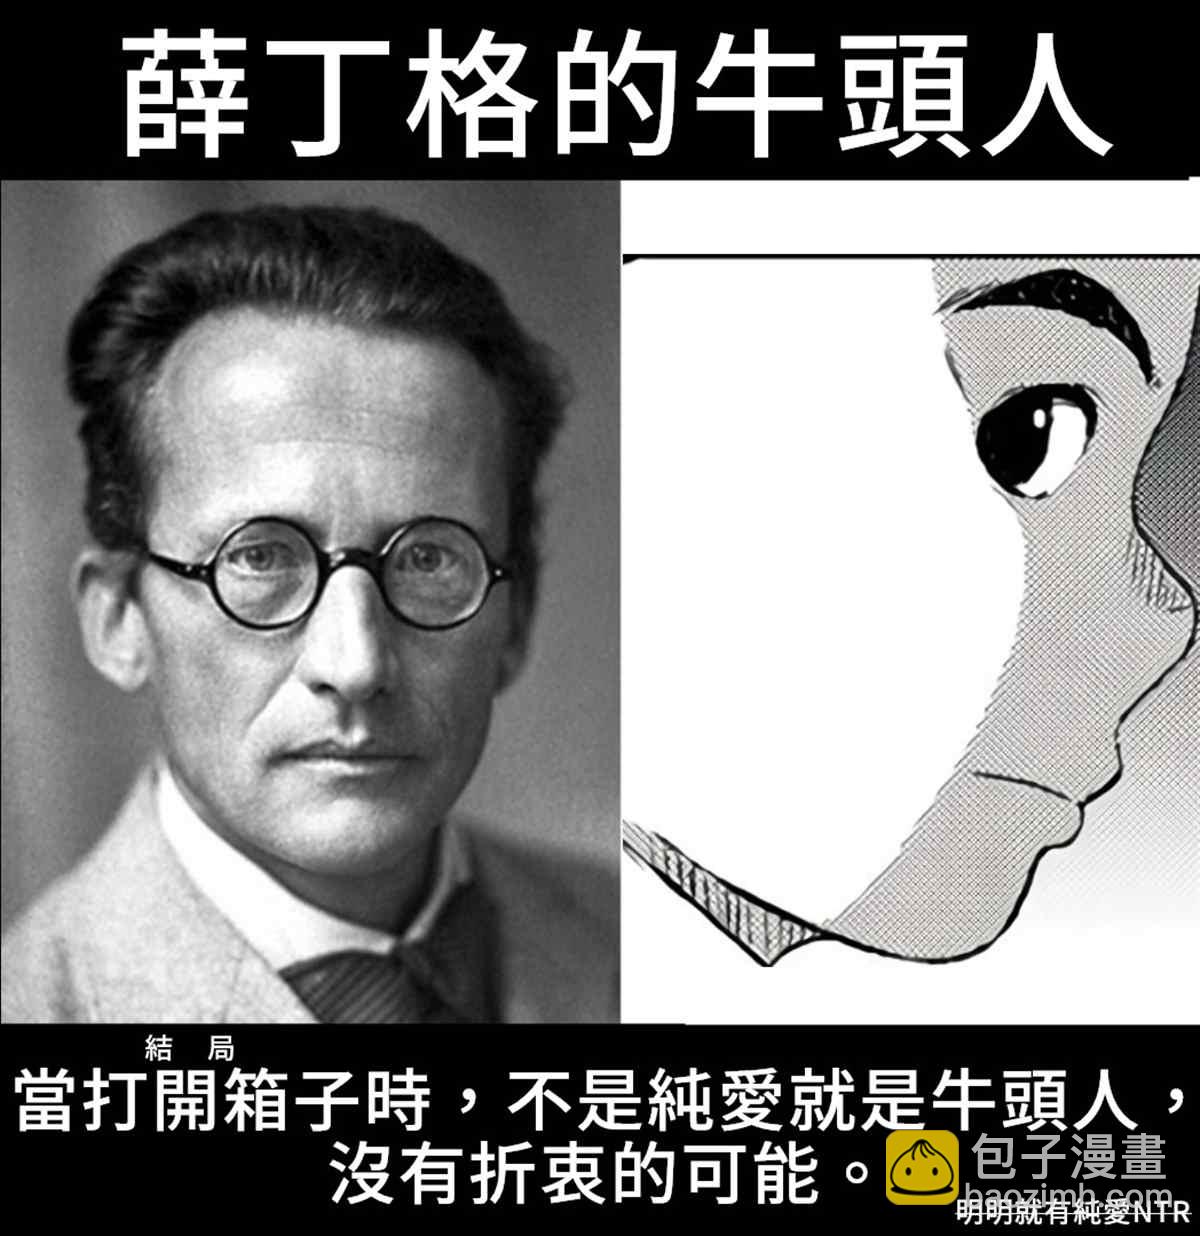 薛丁格的牛頭人
結局
當打開箱子時，不是純愛就是牛頭人，
沒有折衷的可能。
包子漫畫
baozimh.com
明明就有純愛NTR